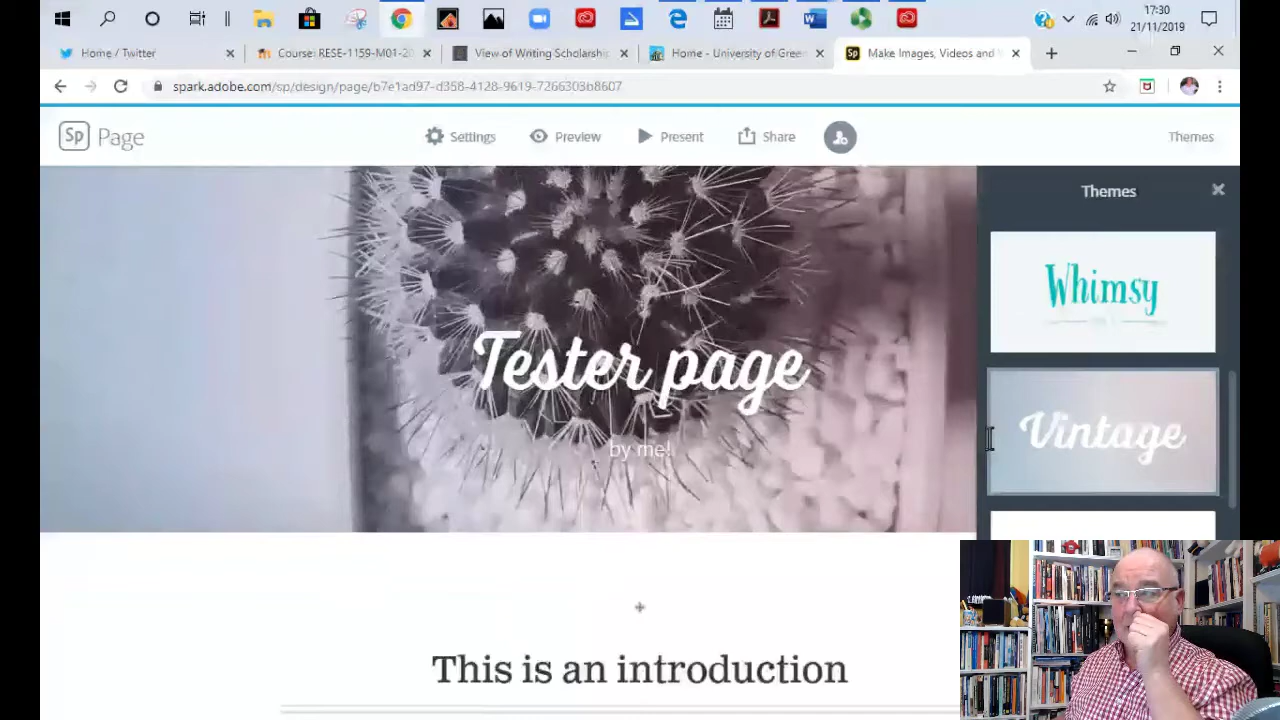 17:30
21/11/2019
Home / Twitter
Course: RESE-1159-M01-20
View of Writing Scholarship
Home - University of Green
Sp
Make Images, Videos and W
spark.adobe.com/sp/design/page/b7e1ad97-d358-4128-9619-7266303b8607
Sp Page
Settings
Preview
Present
Share
Themes
Themes
Whimsy
Vintage
Tester page
by me!
This is an introduction